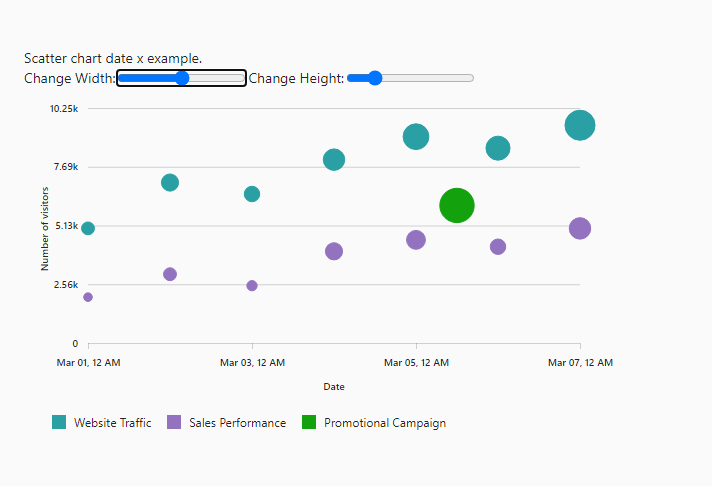 Scatter chart date x example.
Change Width: Change Height:
10.25k
7.69k
5.13k
2.56k
0
Number of visitors
Mar 01, 12 AM Mar 03, 12 AM Mar 05, 12 AM Mar 07, 12 AM
Date
Website Traffic Sales Performance Promotional Campaign